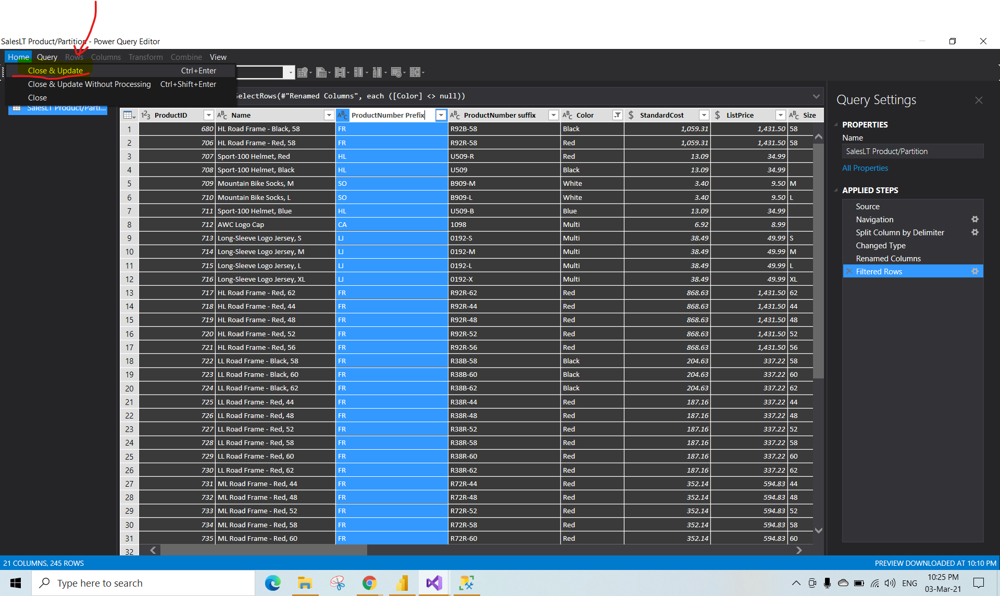 SalesLT Product/Partition - Power Query Editor
Home Query Rows Columns Transform Combine View
Close & Update Ctrl+Enter
Close & Update Without Processing Ctrl+Shift+Enter
Close
SelectRows(#"Renamed Columns", each ([Color] <> null))
SalesLT Product/Parti...
ProductID Name ProductNumber Prefix ProductNumber suffix Color StandardCost ListPrice Size
1 680 HL Road Frame - Black, 58 FR R92B-58 Black 1,059.31 1,431.50 58
2 706 HL Road Frame - Red, 58 FR R92R-58 Red 1,059.31 1,431.50 58
3 707 Sport-100 Helmet, Red HL U509-R Red 13.09 34.99
4 708 Sport-100 Helmet, Black HL U509 Black 13.09 34.99
5 709 Mountain Bike Socks, M SO B909-M White 3.40 9.50 M
6 710 Mountain Bike Socks, L SO B909-L White 3.40 9.50 L
7 711 Sport-100 Helmet, Blue HL U509-B Blue 13.09 34.99
8 712 AWC Logo Cap CA 1098 Multi 6.92 8.99
9 713 Long-Sleeve Logo Jersey, S LJ 0192-S Multi 38.49 49.99 S
10 714 Long-Sleeve Logo Jersey, M LJ 0192-M Multi 38.49 49.99 M
11 715 Long-Sleeve Logo Jersey, L LJ 0192-L Multi 38.49 49.99 L
12 716 Long-Sleeve Logo Jersey, XL LJ 0192-X Multi 38.49 49.99 XL
13 717 HL Road Frame - Red, 62 FR R92R-62 Red 868.63 1,431.50 62
14 718 HL Road Frame - Red, 44 FR R92R-44 Red 868.63 1,431.50 44
15 719 HL Road Frame - Red, 48 FR R92R-48 Red 868.63 1,431.50 48
16 720 HL Road Frame - Red, 52 FR R92R-52 Red 868.63 1,431.50 52
17 721 HL Road Frame - Red, 56 FR R92R-56 Red 868.63 1,431.50 56
18 722 LL Road Frame - Black, 58 FR R38B-58 Black 204.63 337.22 58
19 723 LL Road Frame - Black, 60 FR R38B-60 Black 204.63 337.22 60
20 724 LL Road Frame - Black, 62 FR R38B-62 Black 204.63 337.22 62
21 725 LL Road Frame - Red, 44 FR R38R-44 Red 187.16 337.22 44
22 726 LL Road Frame - Red, 48 FR R38R-48 Red 187.16 337.22 48
23 727 LL Road Frame - Red, 52 FR R38R-52 Red 187.16 337.22 52
24 728 LL Road Frame - Red, 58 FR R38R-58 Red 187.16 337.22 58
25 729 LL Road Frame - Red, 60 FR R38R-60 Red 187.16 337.22 60
26 730 LL Road Frame - Red, 62 FR R38R-62 Red 187.16 337.22 62
27 731 ML Road Frame - Red, 44 FR R72R-44 Red 352.14 594.83 44
28 732 ML Road Frame - Red, 48 FR R72R-48 Red 352.14 594.83 48
29 733 ML Road Frame - Red, 52 FR R72R-52 Red 352.14 594.83 52
30 734 ML Road Frame - Red, 58 FR R72R-58 Red 352.14 594.83 58
31 735 ML Road Frame - Red, 60 FR R72R-60 Red 352.14 594.83 60
32
Query Settings
PROPERTIES
Name
SalesLT Product/Partition
All Properties
APPLIED STEPS
Source
Navigation
Split Column by Delimiter
Changed Type
Renamed Columns
Filtered Rows
21 COLUMNS, 245 ROWS PREVIEW DOWNLOADED AT 10:10 PM
Type here to search
ENG
10:25 PM
03-Mar-21